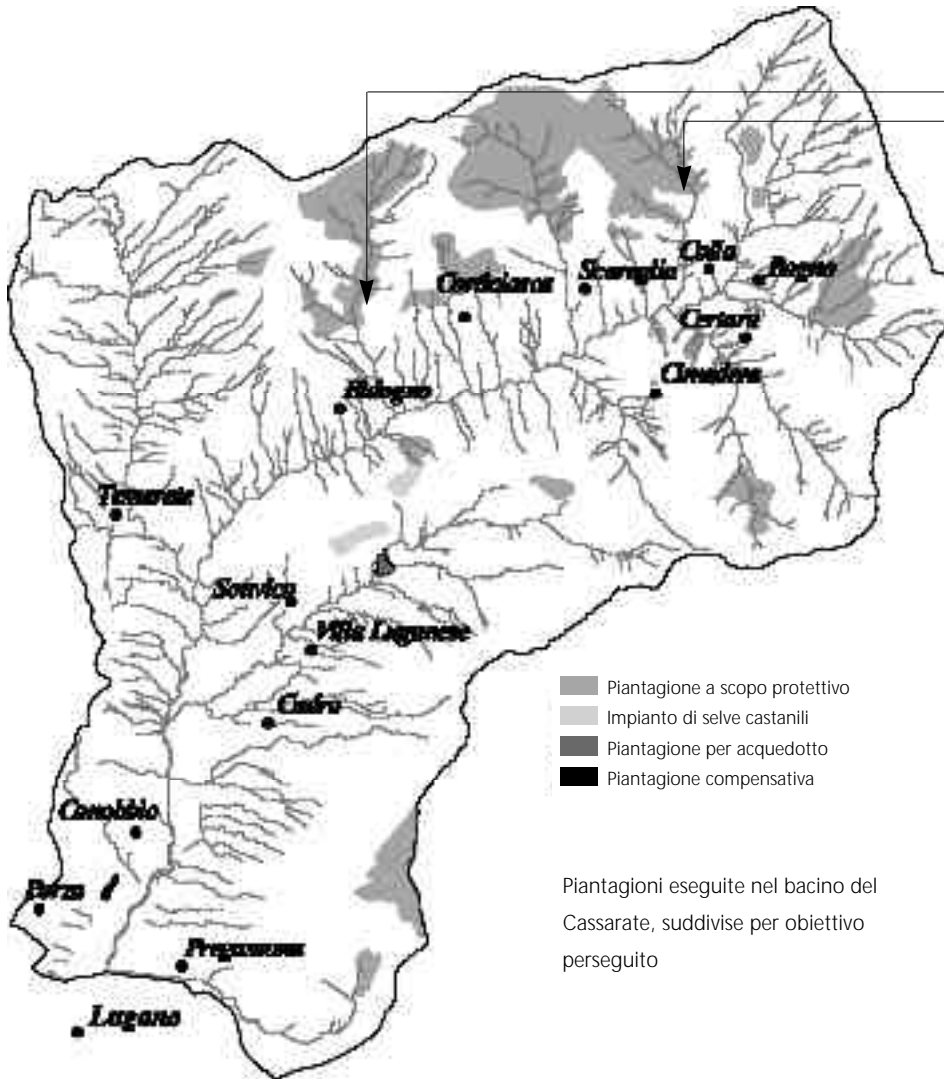 Colla
Bogno
Scareglia
Corticiasca
Certara
Cimadera
Bidogno
Tesserete
Sonvico
Villa Luganese
Cadro
Piantagione a scopo protettivo
Impianto di selve castanili
Piantagione per acquedotto
Piantagione compensativa
Canobbio
Porza
Piantagioni eseguite nel bacino del
Cassarate, suddivise per obiettivo
perseguito
Pregassona
Lugano